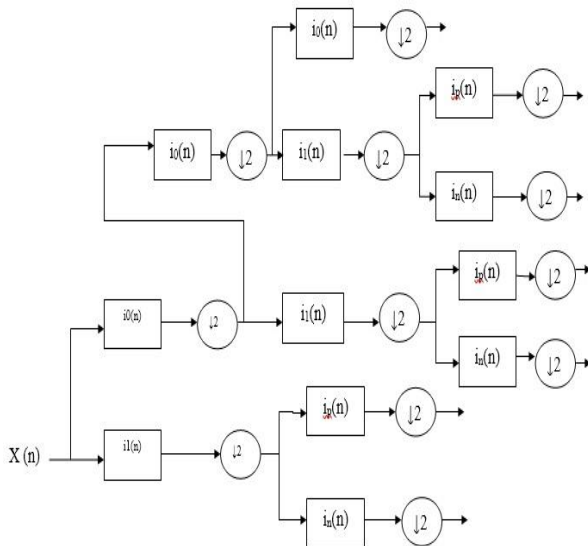 i₀(n) ↓2
iₚ(n) ↓2
i₀(n) ↓2 i₁(n) ↓2
iₙ(n) ↓2
iₚ(n) ↓2
i0(n) ↓2 i₁(n) ↓2
iₙ(n) ↓2
iₚ(n) ↓2
X (n) i1(n) ↓2
iₙ(n) ↓2